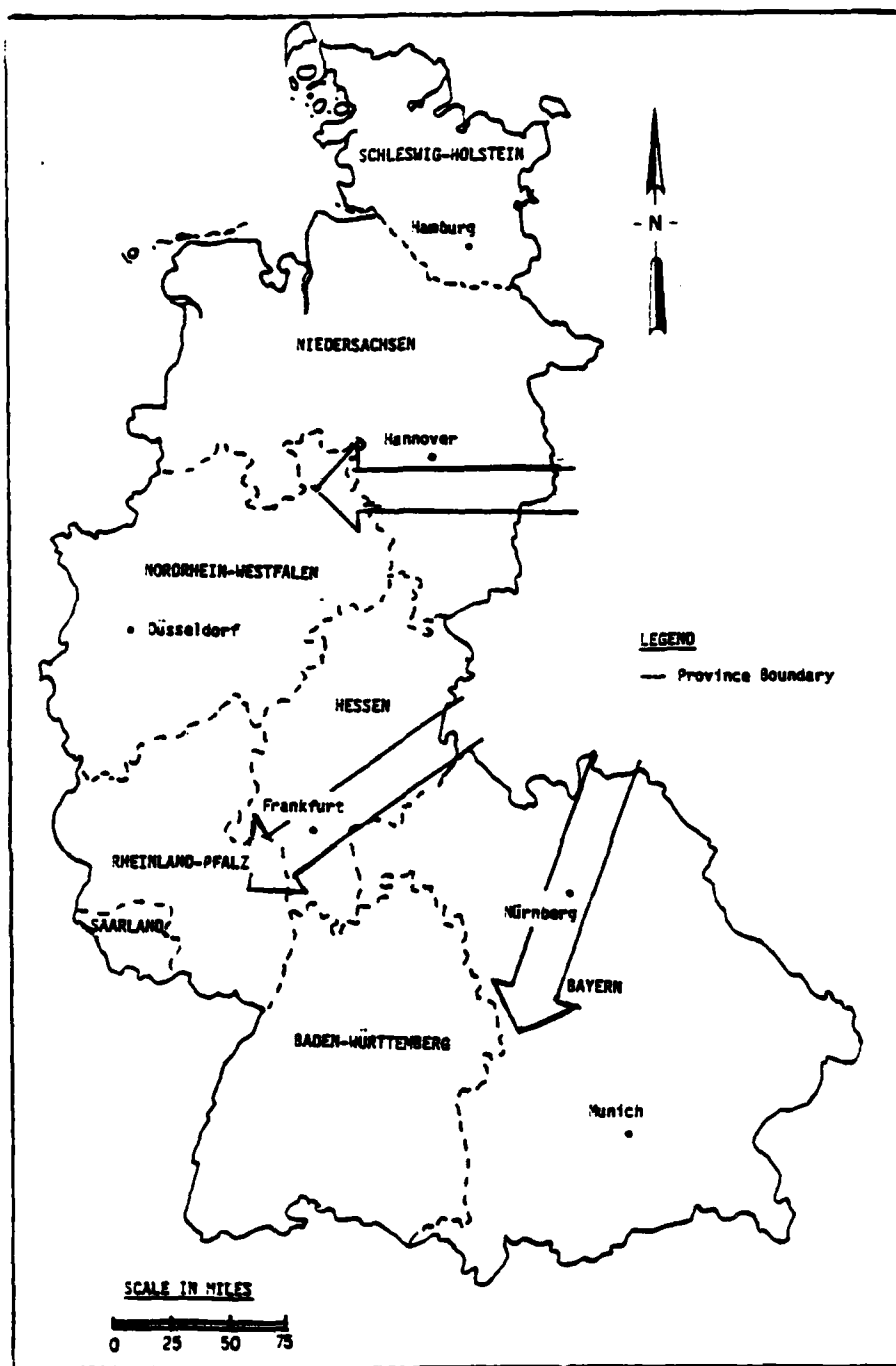 SCHLESWIG-HOLSTEIN
Hamburg
- N -
NIEDERSACHSEN
Hannover
NORDRHEIN-WESTFALEN
Düsseldorf
LEGEND
--- Province Boundary
HESSEN
Frankfurt
RHEINLAND-PFALZ
Nürnberg
SAARLAND
BAYERN
BADEN-WÜRTTEMBERG
Munich
SCALE IN MILES
0 25 50 75